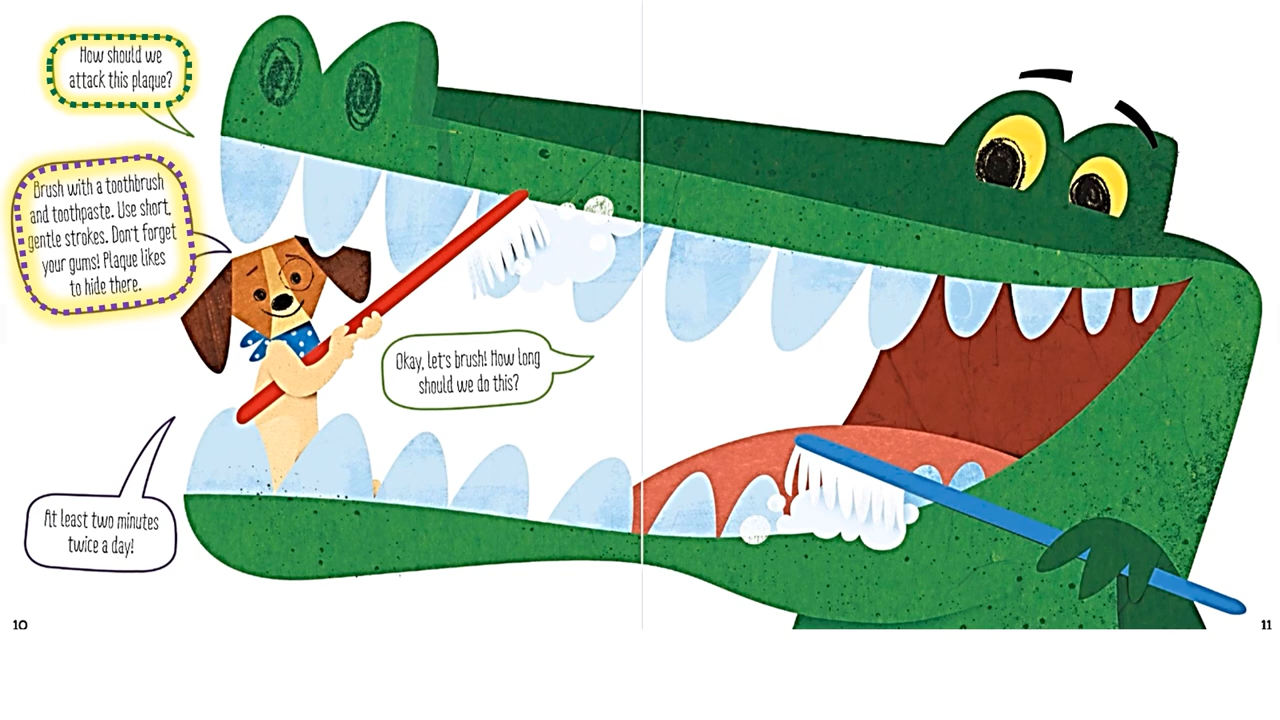 How should we
attack this plaque?
Brush with a toothbrush
and toothpaste. Use short,
gentle strokes. Don't forget
your gums! Plaque likes
to hide there.
Okay, let's brush! How long
should we do this?
At least two minutes
twice a day!
10
11